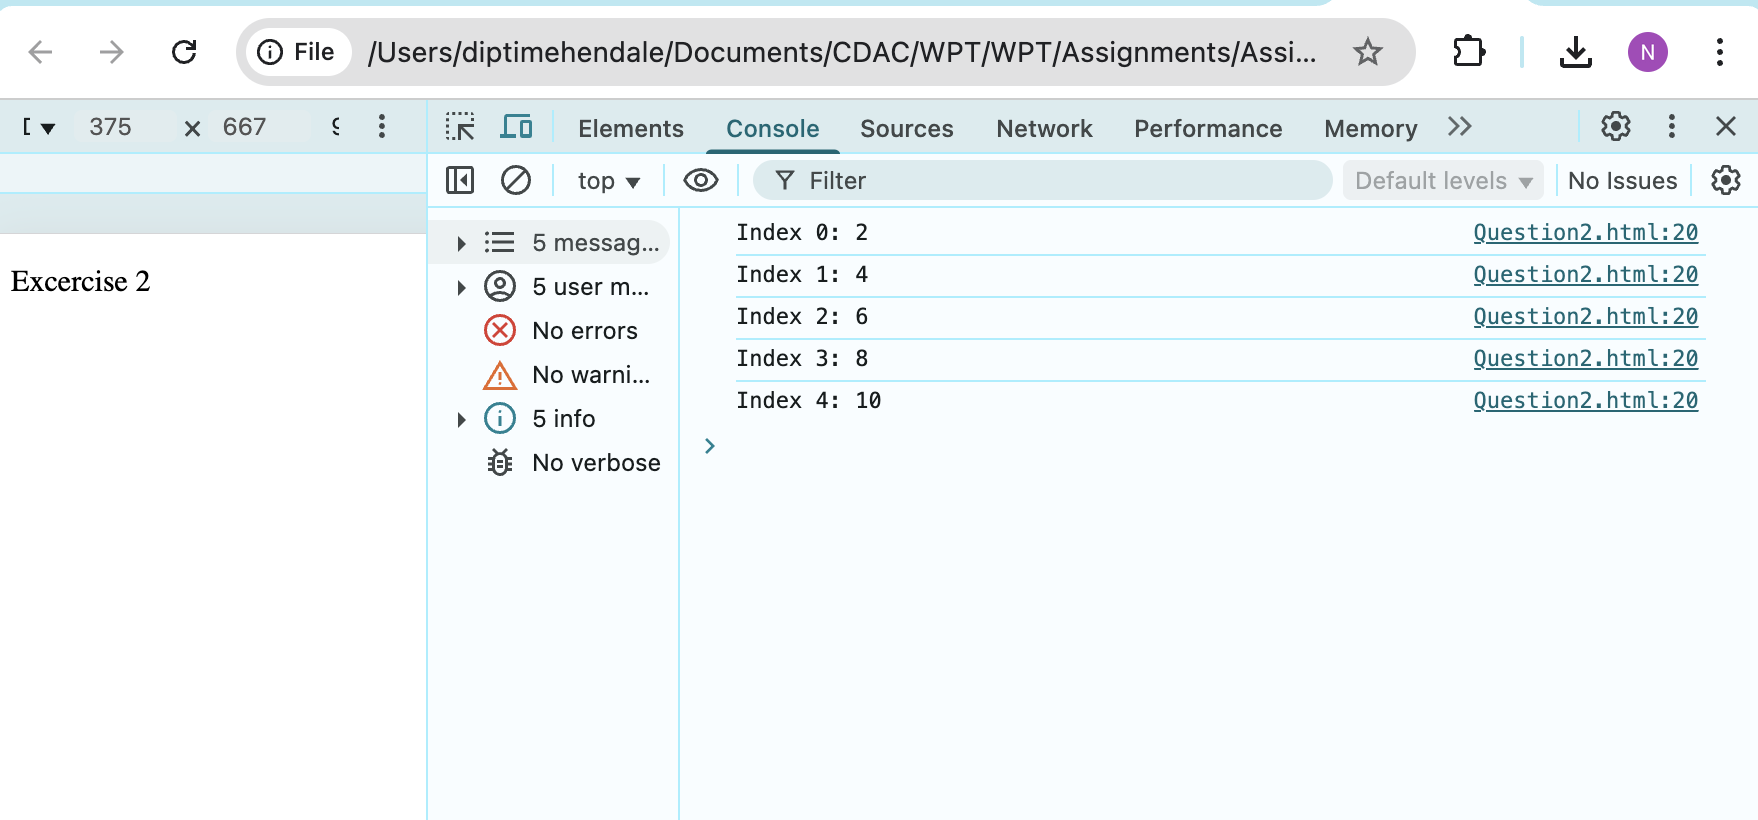 File /Users/diptimehendale/Documents/CDAC/WPT/WPT/Assignments/Assi... N
375 × 667 9
Elements Console Sources Network Performance Memory
top Filter Default levels No Issues
Excercise 2
5 messag...
5 user m...
No errors
No warni...
5 info
No verbose
Index 0: 2 Question2.html:20
Index 1: 4 Question2.html:20
Index 2: 6 Question2.html:20
Index 3: 8 Question2.html:20
Index 4: 10 Question2.html:20